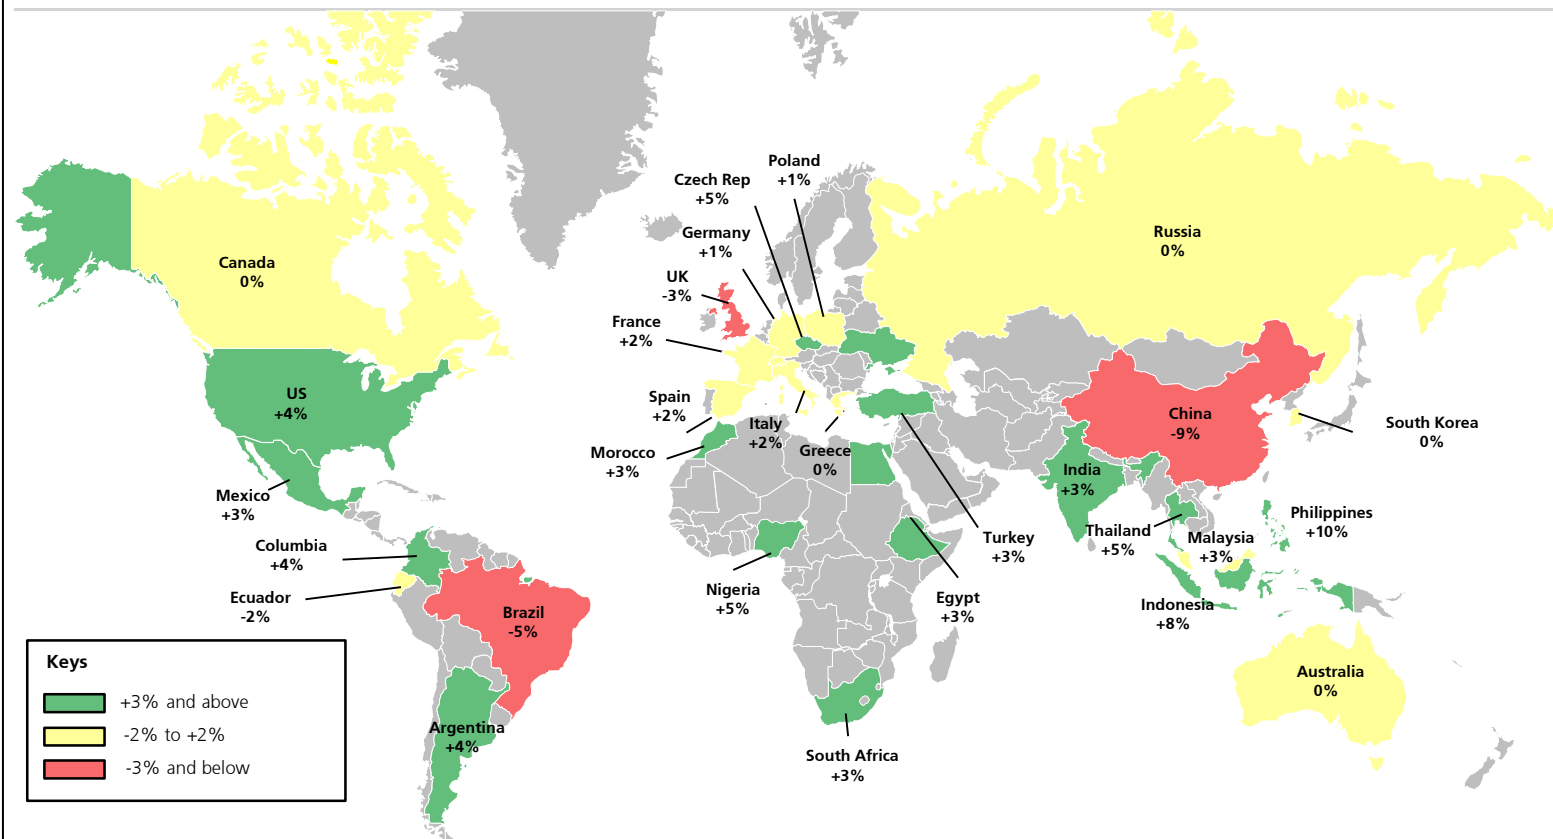 Poland
+1%
Czech Rep
+5%
Germany
+1%
UK
-3%
France
+2%
Russia
0%
Canada
0%
US
+4%
Spain
+2%
Italy
+2%
Greece
0%
Morocco
+3%
China
-9%
South Korea
0%
India
+3%
Mexico
+3%
Philippines
+10%
Thailand
+5%
Malaysia
+3%
Turkey
+3%
Columbia
+4%
Ecuador
-2%
Nigeria
+5%
Egypt
+3%
Indonesia
+8%
Brazil
-5%
Australia
0%
Argentina
+4%
South Africa
+3%
Keys
+3% and above
-2% to +2%
-3% and below